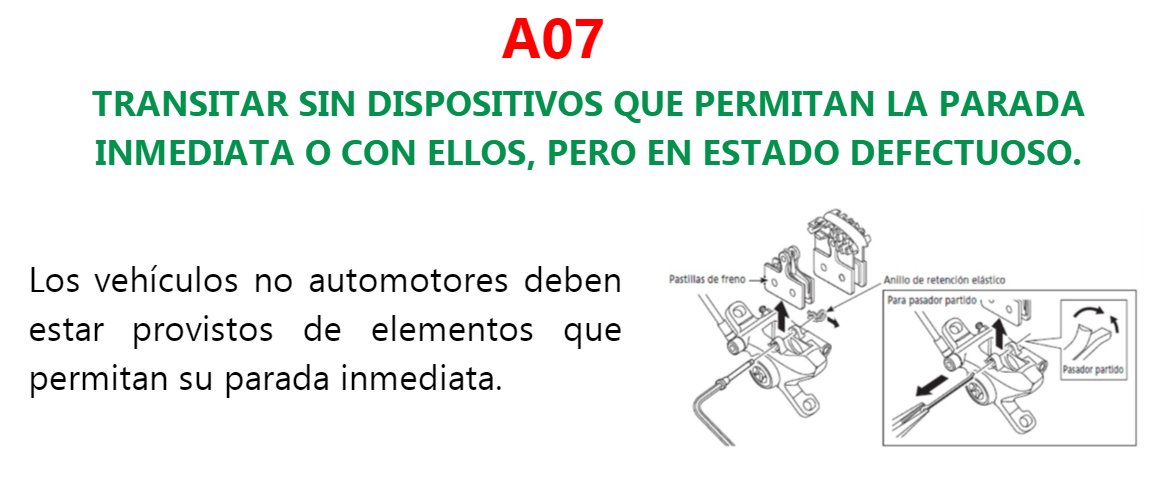 A07
TRANSITAR SIN DISPOSITIVOS QUE PERMITAN LA PARADA
INMEDIATA O CON ELLOS, PERO EN ESTADO DEFECTUOSO.
Los vehículos no automotores deben
estar provistos de elementos que
permitan su parada inmediata.
Pastillas de freno
Anillo de retención elástico
Para pasador partido
Pasador partido